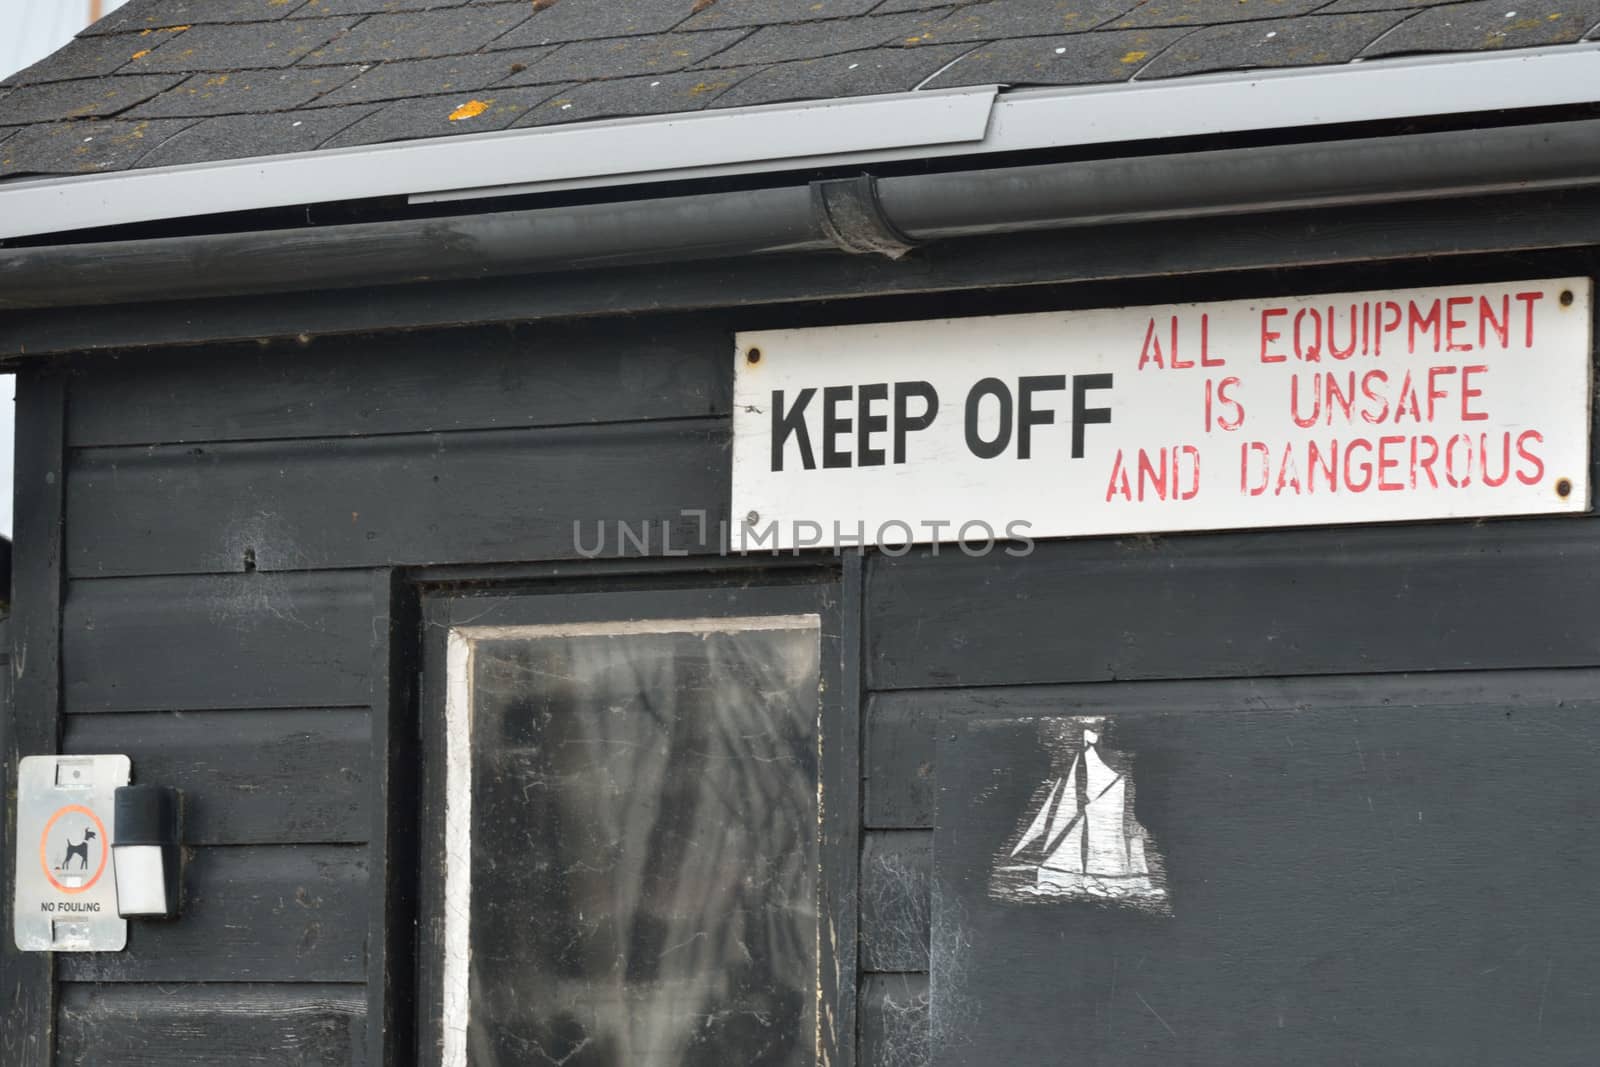 KEEP OFF
ALL EQUIPMENT
IS UNSAFE
AND DANGEROUS
NO FOULING
UNLIMPHOTOS